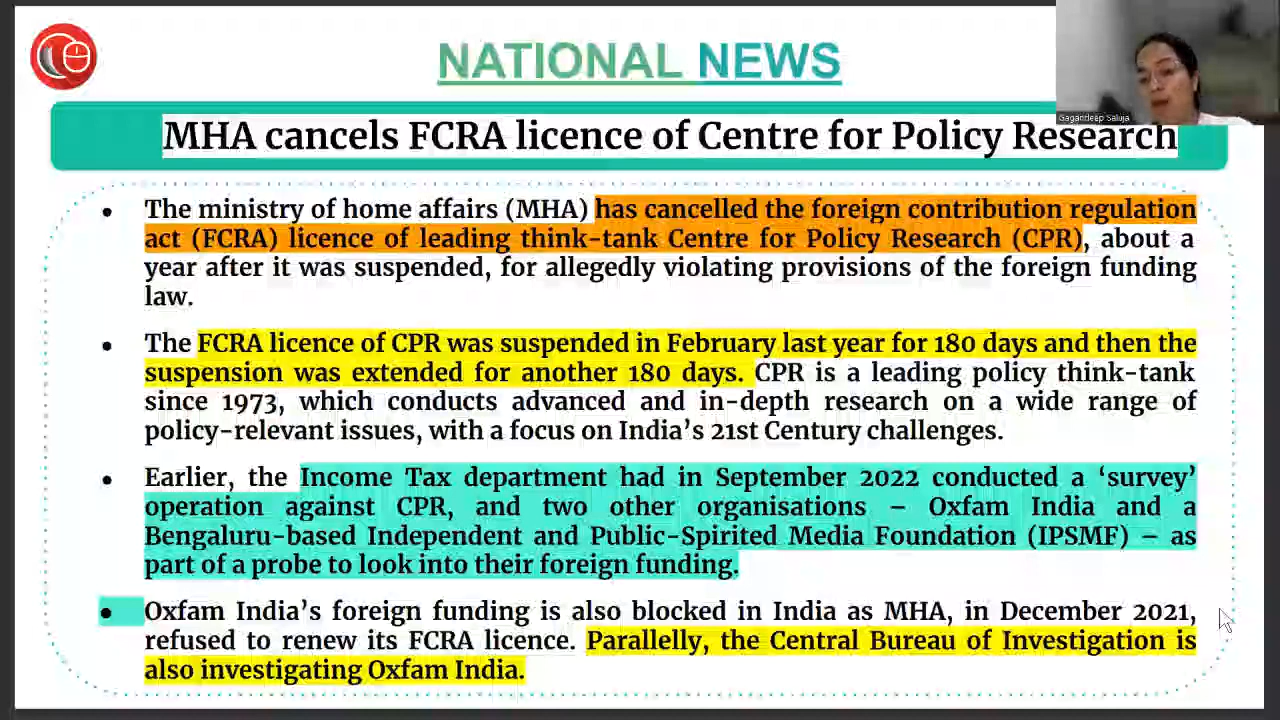 NATIONAL NEWS
Gagandeep Saluja
MHA cancels FCRA licence of Centre for Policy Research
• The ministry of home affairs (MHA) has cancelled the foreign contribution regulation
act (FCRA) licence of leading think-tank Centre for Policy Research (CPR), about a
year after it was suspended, for allegedly violating provisions of the foreign funding
law.
• The FCRA licence of CPR was suspended in February last year for 180 days and then the
suspension was extended for another 180 days. CPR is a leading policy think-tank
since 1973, which conducts advanced and in-depth research on a wide range of
policy-relevant issues, with a focus on India’s 21st Century challenges.
• Earlier, the Income Tax department had in September 2022 conducted a ‘survey’
operation against CPR, and two other organisations – Oxfam India and a
Bengaluru-based Independent and Public-Spirited Media Foundation (IPSMF) – as
part of a probe to look into their foreign funding.
• Oxfam India’s foreign funding is also blocked in India as MHA, in December 2021,
refused to renew its FCRA licence. Parallelly, the Central Bureau of Investigation is
also investigating Oxfam India.